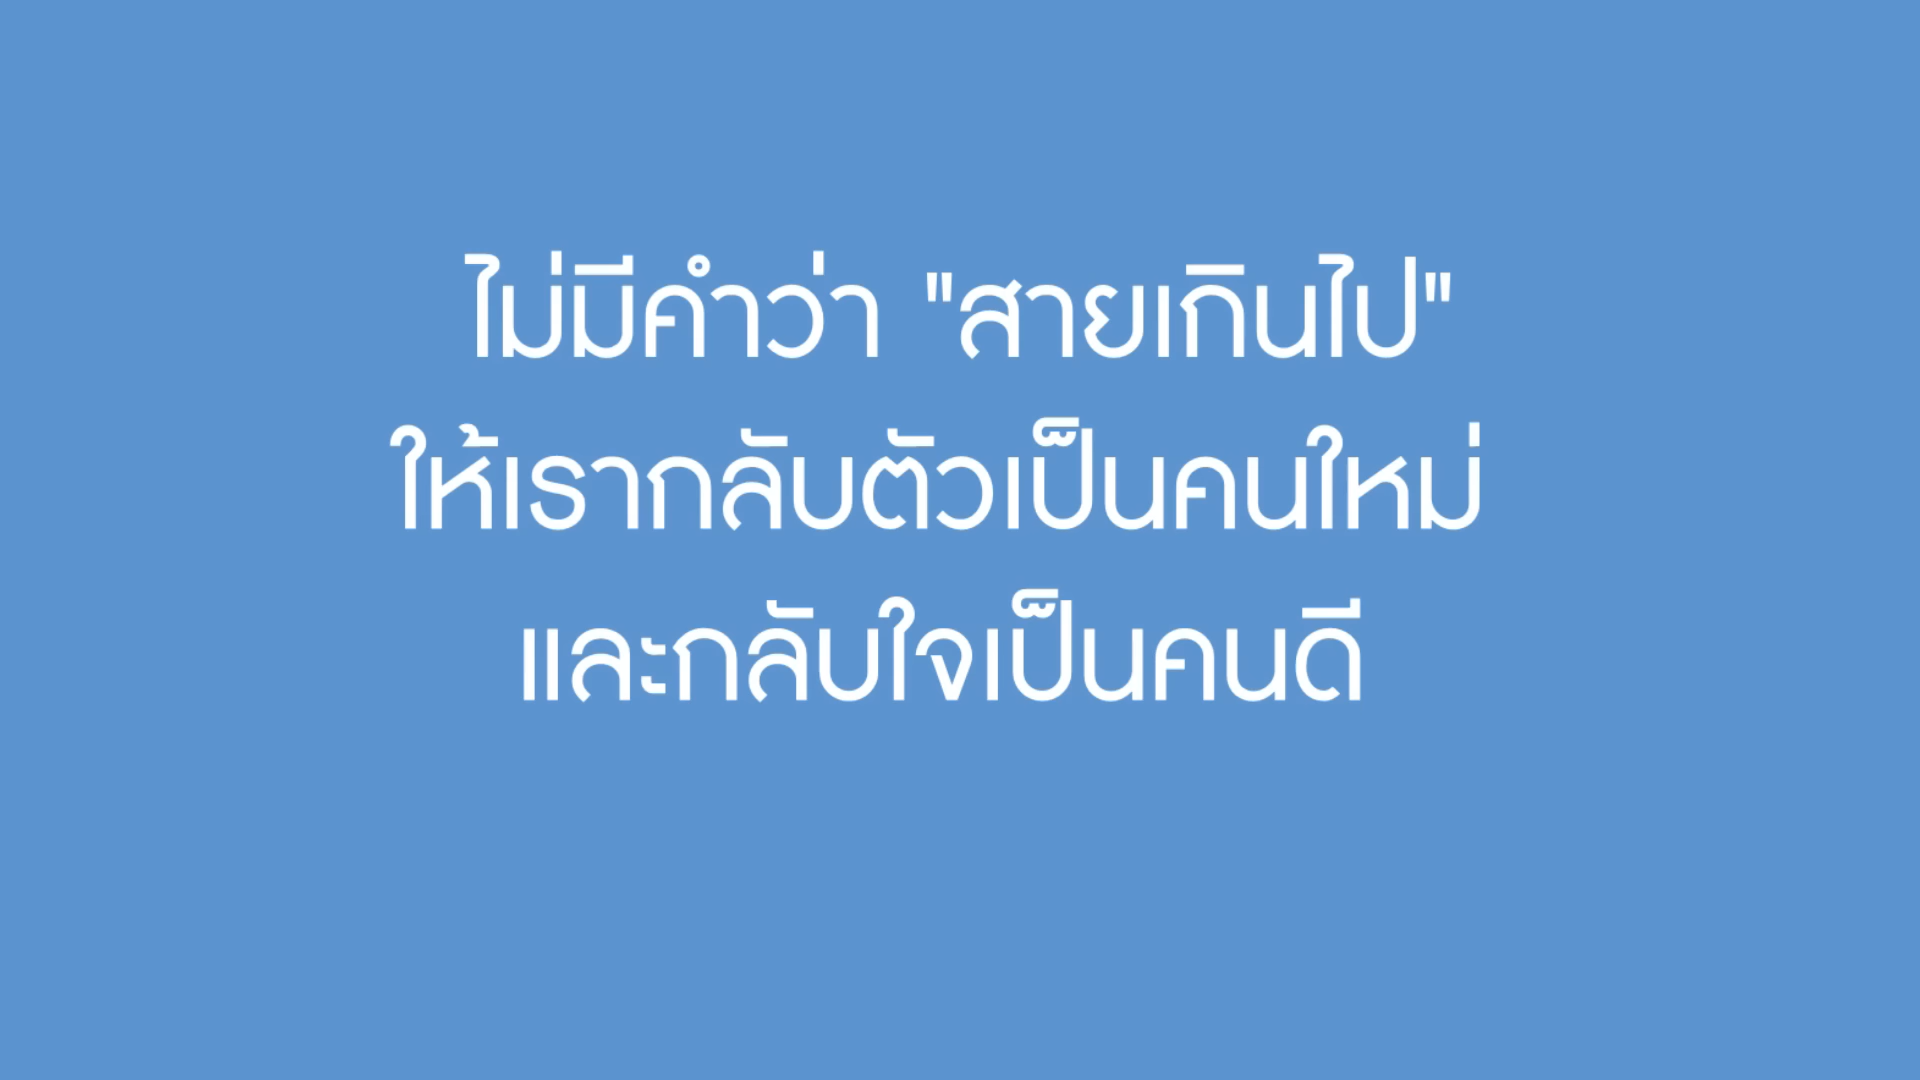 ไม่มีคำว่า "สายเกินไป"
ให้เรากลับตัวเป็นคนใหม่
และกลับใจเป็นคนดี